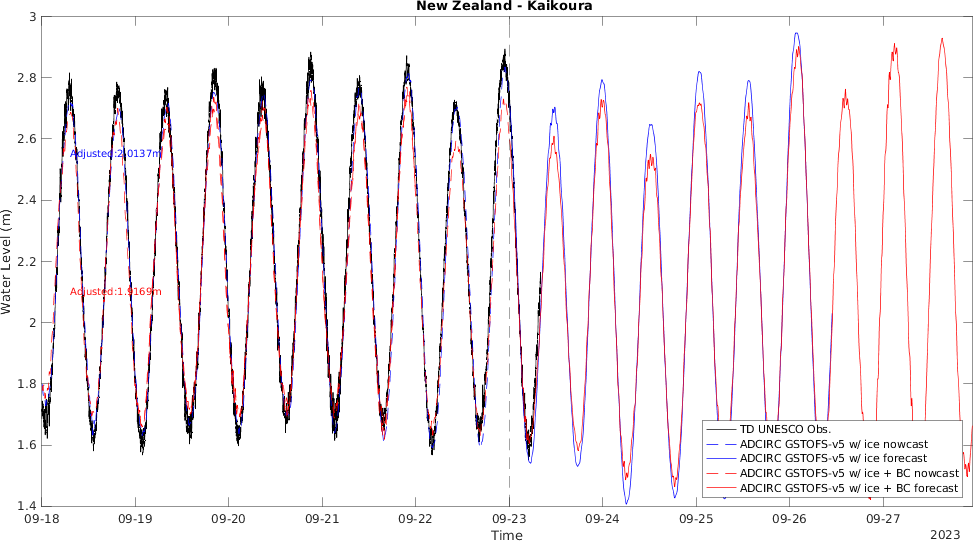 New Zealand - Kaikoura
3
2.8
2.6
2.4
2.2
2
1.8
1.6
1.4
Water Level (m)
Adjusted:2.0137m
Adjusted:1.9169m
TD UNESCO Obs.
ADCIRC GSTOFS-v5 w/ ice nowcast
ADCIRC GSTOFS-v5 w/ ice forecast
ADCIRC GSTOFS-v5 w/ ice + BC nowcast
ADCIRC GSTOFS-v5 w/ ice + BC forecast
09-18 09-19 09-20 09-21 09-22 09-23 09-24 09-25 09-26 09-27
Time
2023